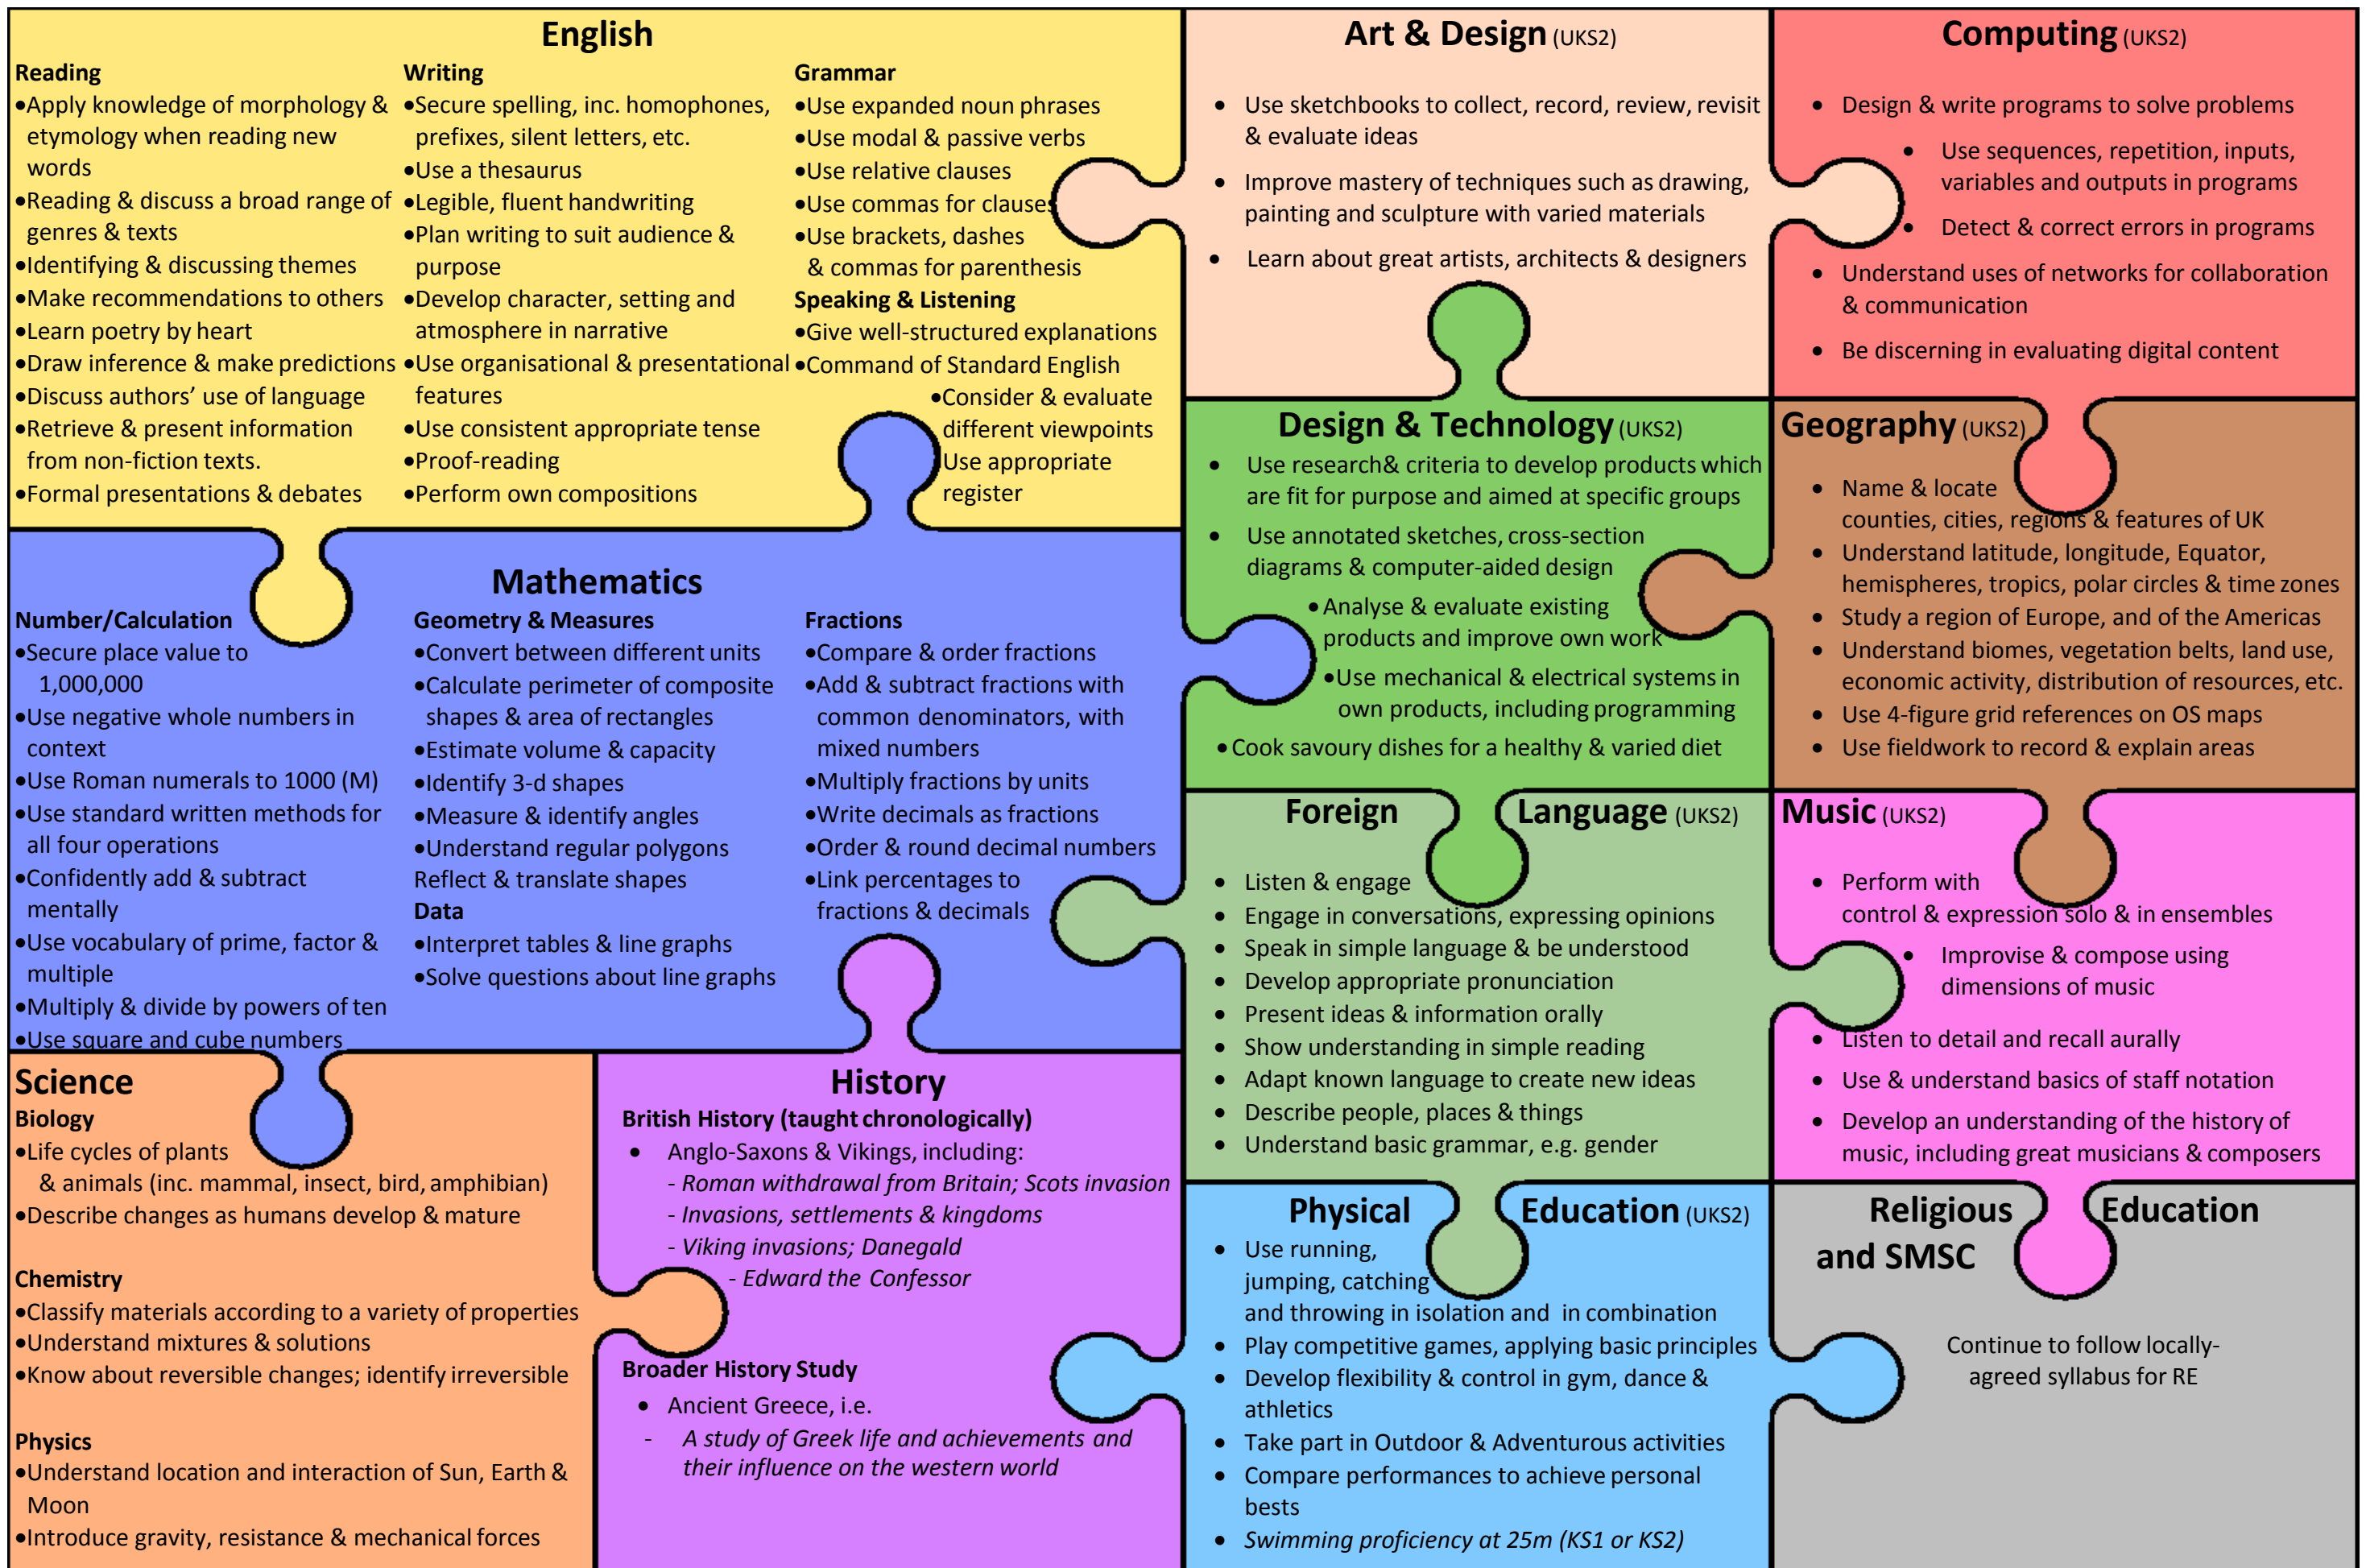 English
Reading
•Apply knowledge of morphology &
etymology when reading new
words
•Reading & discuss a broad range of
genres & texts
•Identifying & discussing themes
•Make recommendations to others
•Learn poetry by heart
•Draw inference & make predictions
•Discuss authors’ use of language
•Retrieve & present information
from non-fiction texts.
•Formal presentations & debates
Writing
•Secure spelling, inc. homophones,
prefixes, silent letters, etc.
•Use a thesaurus
•Legible, fluent handwriting
•Plan writing to suit audience &
purpose
•Develop character, setting and
atmosphere in narrative
•Use organisational & presentational
features
•Use consistent appropriate tense
•Proof-reading
•Perform own compositions
Grammar
•Use expanded noun phrases
•Use modal & passive verbs
•Use relative clauses
•Use commas for clauses
•Use brackets, dashes
& commas for parenthesis
Speaking & Listening
•Give well-structured explanations
•Command of Standard English
•Consider & evaluate
different viewpoints
Use appropriate
register
Art & Design (UKS2)
• Use sketchbooks to collect, record, review, revisit
& evaluate ideas
• Improve mastery of techniques such as drawing,
painting and sculpture with varied materials
• Learn about great artists, architects & designers
Computing (UKS2)
• Design & write programs to solve problems
• Use sequences, repetition, inputs,
variables and outputs in programs
• Detect & correct errors in programs
• Understand uses of networks for collaboration
& communication
• Be discerning in evaluating digital content
Mathematics
Number/Calculation
•Secure place value to
1,000,000
•Use negative whole numbers in
context
•Use Roman numerals to 1000 (M)
•Use standard written methods for
all four operations
•Confidently add & subtract
mentally
•Use vocabulary of prime, factor &
multiple
•Multiply & divide by powers of ten
•Use square and cube numbers
Geometry & Measures
•Convert between different units
•Calculate perimeter of composite
shapes & area of rectangles
•Estimate volume & capacity
•Identify 3-d shapes
•Measure & identify angles
•Understand regular polygons
Reflect & translate shapes
Data
•Interpret tables & line graphs
•Solve questions about line graphs
Fractions
•Compare & order fractions
•Add & subtract fractions with
common denominators, with
mixed numbers
•Multiply fractions by units
•Write decimals as fractions
•Order & round decimal numbers
•Link percentages to
fractions & decimals
Design & Technology (UKS2)
• Use research& criteria to develop products which
are fit for purpose and aimed at specific groups
• Use annotated sketches, cross-section
diagrams & computer-aided design
•Analyse & evaluate existing
products and improve own work
•Use mechanical & electrical systems in
own products, including programming
•Cook savoury dishes for a healthy & varied diet
Geography (UKS2)
• Name & locate
counties, cities, regions & features of UK
• Understand latitude, longitude, Equator,
hemispheres, tropics, polar circles & time zones
• Study a region of Europe, and of the Americas
• Understand biomes, vegetation belts, land use,
economic activity, distribution of resources, etc.
• Use 4-figure grid references on OS maps
• Use fieldwork to record & explain areas
Foreign Language (UKS2)
• Listen & engage
• Engage in conversations, expressing opinions
• Speak in simple language & be understood
• Develop appropriate pronunciation
• Present ideas & information orally
• Show understanding in simple reading
• Adapt known language to create new ideas
• Describe people, places & things
• Understand basic grammar, e.g. gender
Music (UKS2)
• Perform with
control & expression solo & in ensembles
• Improvise & compose using
dimensions of music
• Listen to detail and recall aurally
• Use & understand basics of staff notation
• Develop an understanding of the history of
music, including great musicians & composers
Science
Biology
•Life cycles of plants
& animals (inc. mammal, insect, bird, amphibian)
•Describe changes as humans develop & mature
Chemistry
•Classify materials according to a variety of properties
•Understand mixtures & solutions
•Know about reversible changes; identify irreversible
Physics
•Understand location and interaction of Sun, Earth &
Moon
•Introduce gravity, resistance & mechanical forces
History
British History (taught chronologically)
• Anglo-Saxons & Vikings, including:
- Roman withdrawal from Britain; Scots invasion
- Invasions, settlements & kingdoms
- Viking invasions; Danegald
- Edward the Confessor
Broader History Study
• Ancient Greece, i.e.
- A study of Greek life and achievements and
their influence on the western world
Physical Education (UKS2)
• Use running,
jumping, catching
and throwing in isolation and in combination
• Play competitive games, applying basic principles
• Develop flexibility & control in gym, dance &
athletics
• Take part in Outdoor & Adventurous activities
• Compare performances to achieve personal
bests
• Swimming proficiency at 25m (KS1 or KS2)
Religious Education
and SMSC
Continue to follow locally-
agreed syllabus for RE